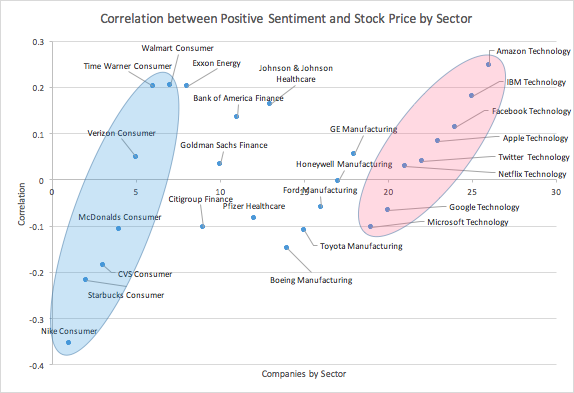 Correlation between Positive Sentiment and Stock Price by Sector
0.3
0.2
0.1
0
-0.1
-0.2
-0.3
-0.4
0
5
10
15
20
25
30
Correlation
Companies by Sector
Walmart Consumer
Time Warner Consumer
Exxon Energy
Johnson & Johnson
Healthcare
Bank of America Finance
Verizon Consumer
Goldman Sachs Finance
GE Manufacturing
Honeywell Manufacturing
Ford Manufacturing
Citigroup Finance
Pfizer Healthcare
McDonalds Consumer
Toyota Manufacturing
CVS Consumer
Boeing Manufacturing
Starbucks Consumer
Nike Consumer
Amazon Technology
IBM Technology
Facebook Technology
Apple Technology
Twitter Technology
Netflix Technology
Google Technology
Microsoft Technology